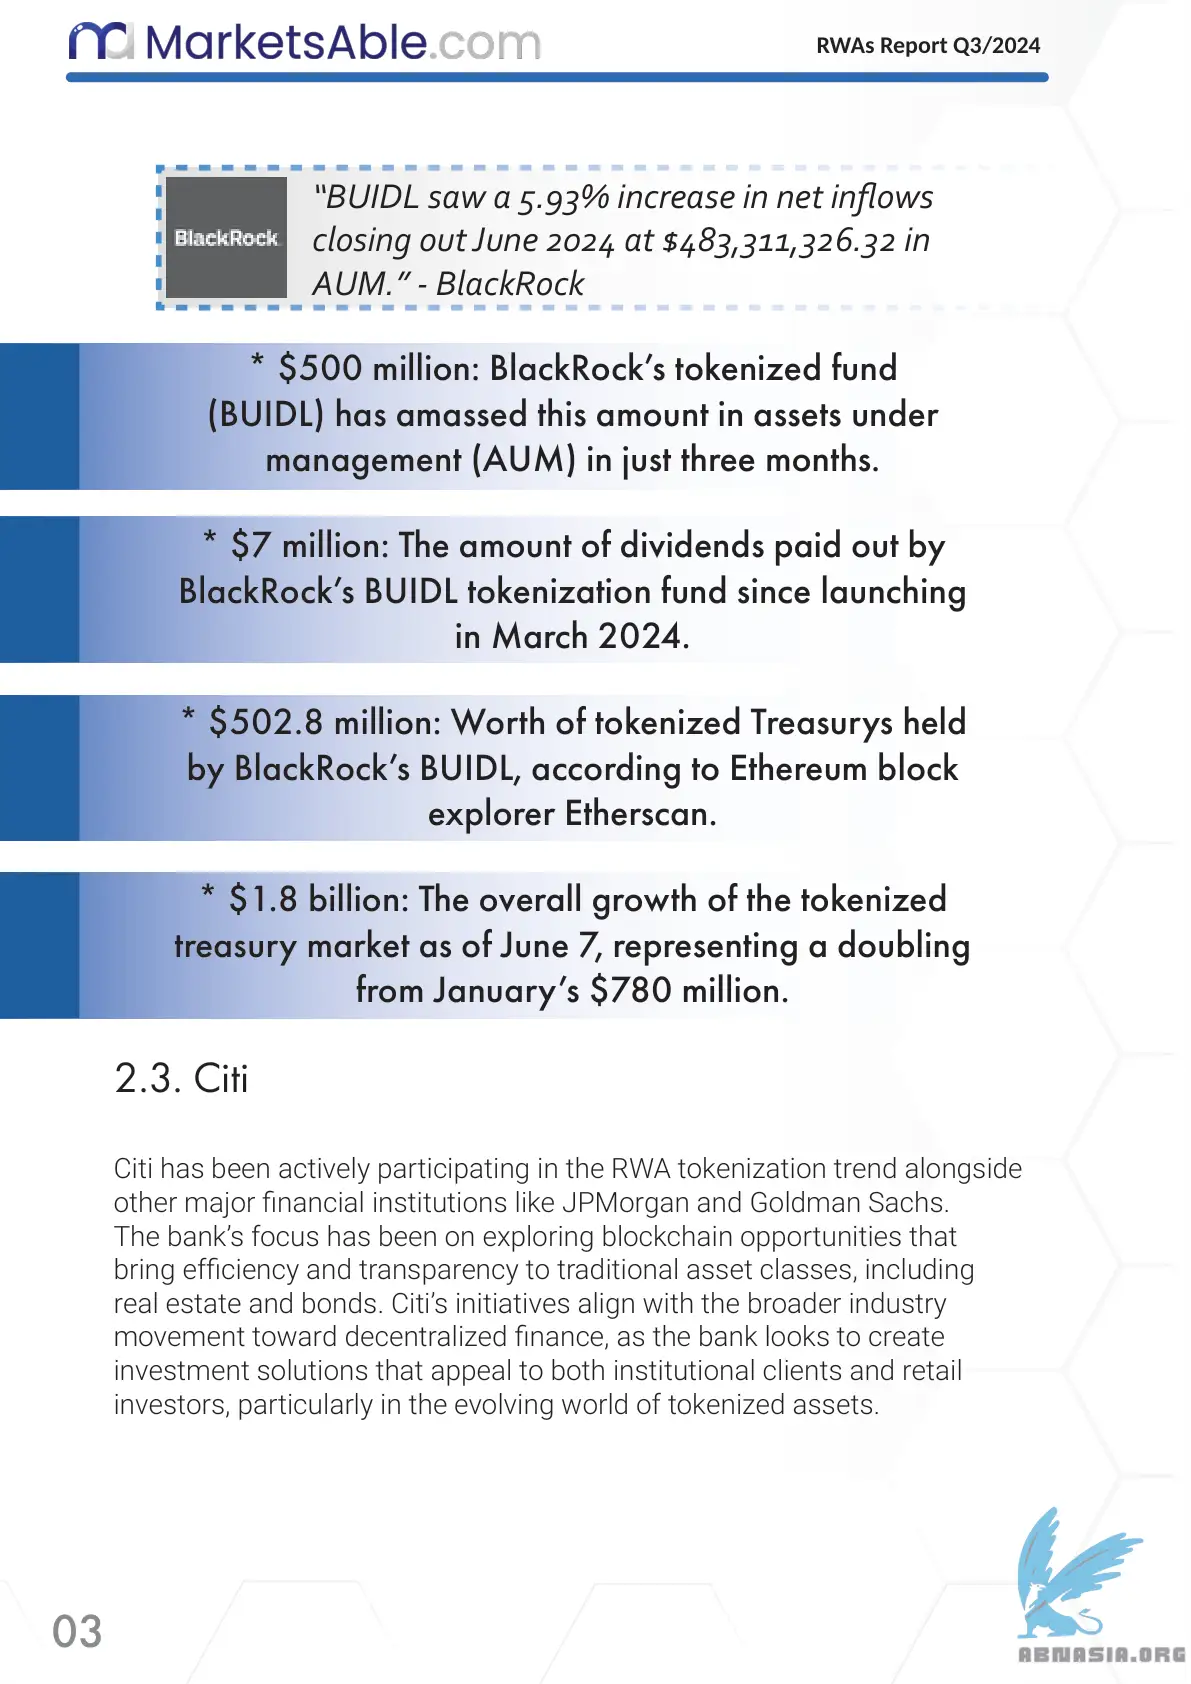 MarketsAble.com
RWAs Report Q3/2024
BlackRock
“BUIDL saw a 5.93% increase in net inflows
closing out June 2024 at $483,311,326.32 in
AUM.” - BlackRock
* $500 million: BlackRock’s tokenized fund
(BUIDL) has amassed this amount in assets under
management (AUM) in just three months.
* $7 million: The amount of dividends paid out by
BlackRock’s BUIDL tokenization fund since launching
in March 2024.
* $502.8 million: Worth of tokenized Treasurys held
by BlackRock’s BUIDL, according to Ethereum block
explorer Etherscan.
* $1.8 billion: The overall growth of the tokenized
treasury market as of June 7, representing a doubling
from January’s $780 million.
2.3. Citi
Citi has been actively participating in the RWA tokenization trend alongside
other major financial institutions like JPMorgan and Goldman Sachs.
The bank’s focus has been on exploring blockchain opportunities that
bring efficiency and transparency to traditional asset classes, including
real estate and bonds. Citi’s initiatives align with the broader industry
movement toward decentralized finance, as the bank looks to create
investment solutions that appeal to both institutional clients and retail
investors, particularly in the evolving world of tokenized assets.
03
ABNASIA.ORG